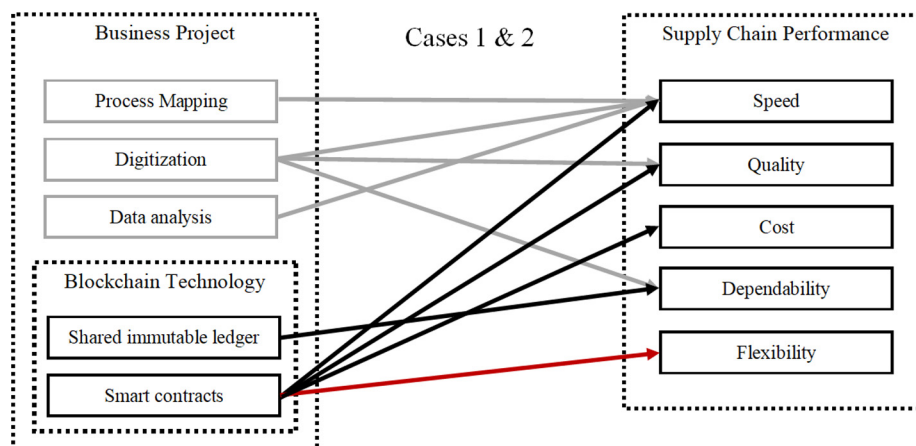 Business Project
Cases 1 & 2
Supply Chain Performance
Process Mapping
Digitization
Data analysis
Blockchain Technology
Shared immutable ledger
Smart contracts
Speed
Quality
Cost
Dependability
Flexibility